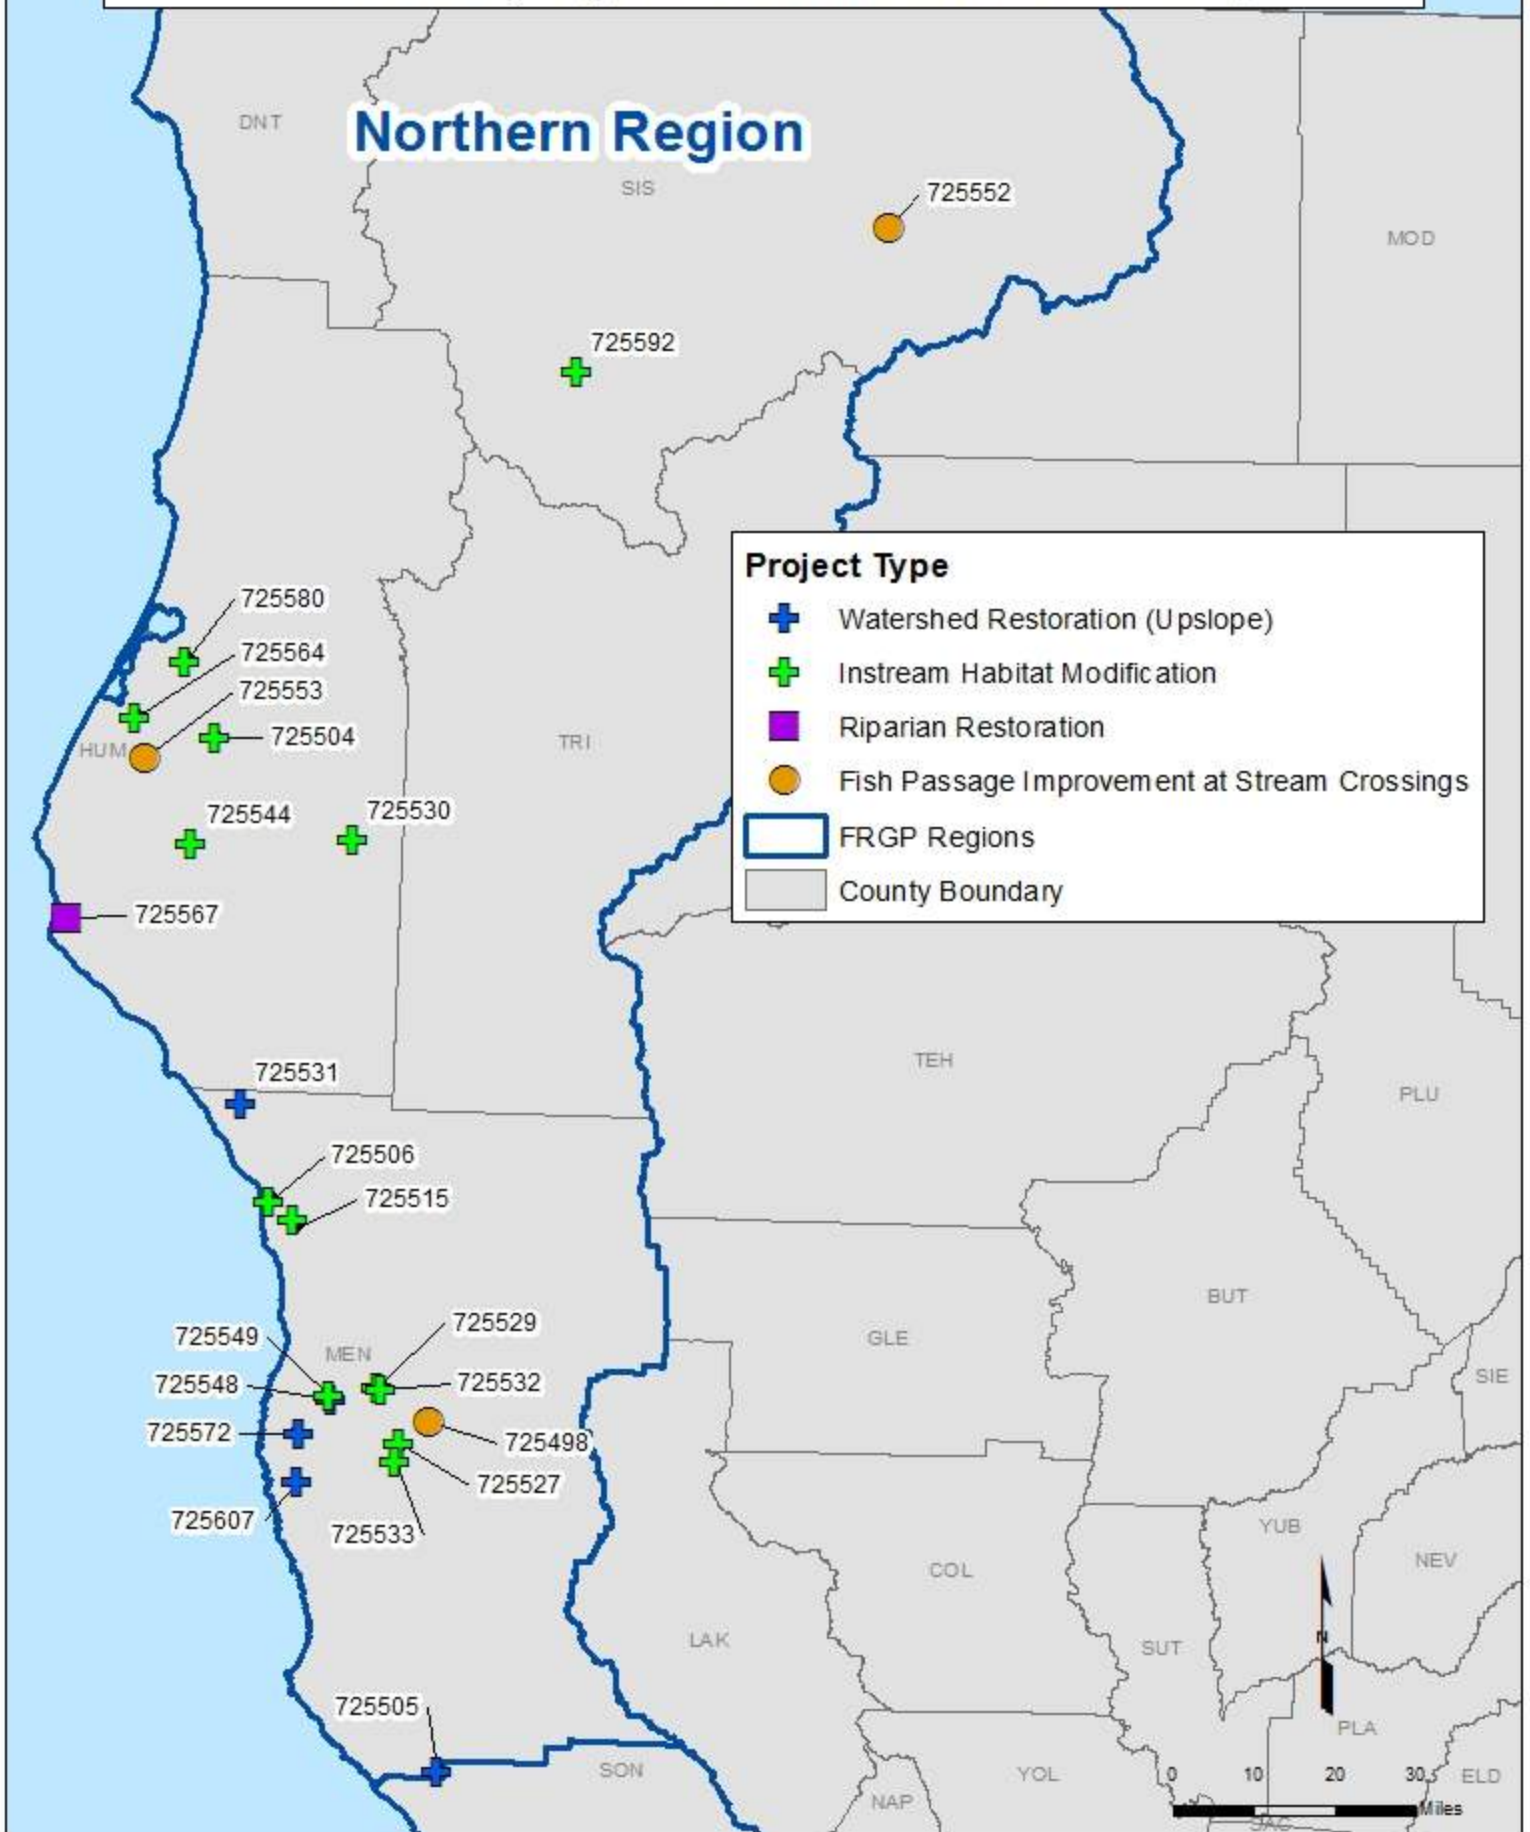 DNT
Northern Region
SIS
725552
MOD
725592
725580
725564
725553
725504
HUM
TRI
725544
725530
725567
Project Type
Watershed Restoration (Upslope)
Instream Habitat Modification
Riparian Restoration
Fish Passage Improvement at Stream Crossings
FRGP Regions
County Boundary
TEH
PLU
725531
725506
725515
725529
725549
MEN
725548
725532
725572
725498
725527
725607
725533
GLE
BUT
SIE
YUB
NEV
COL
LAK
SUT
N
725505
PLA
SON
YOL
NAP
ELD
0 10 20 30
Miles
SAC